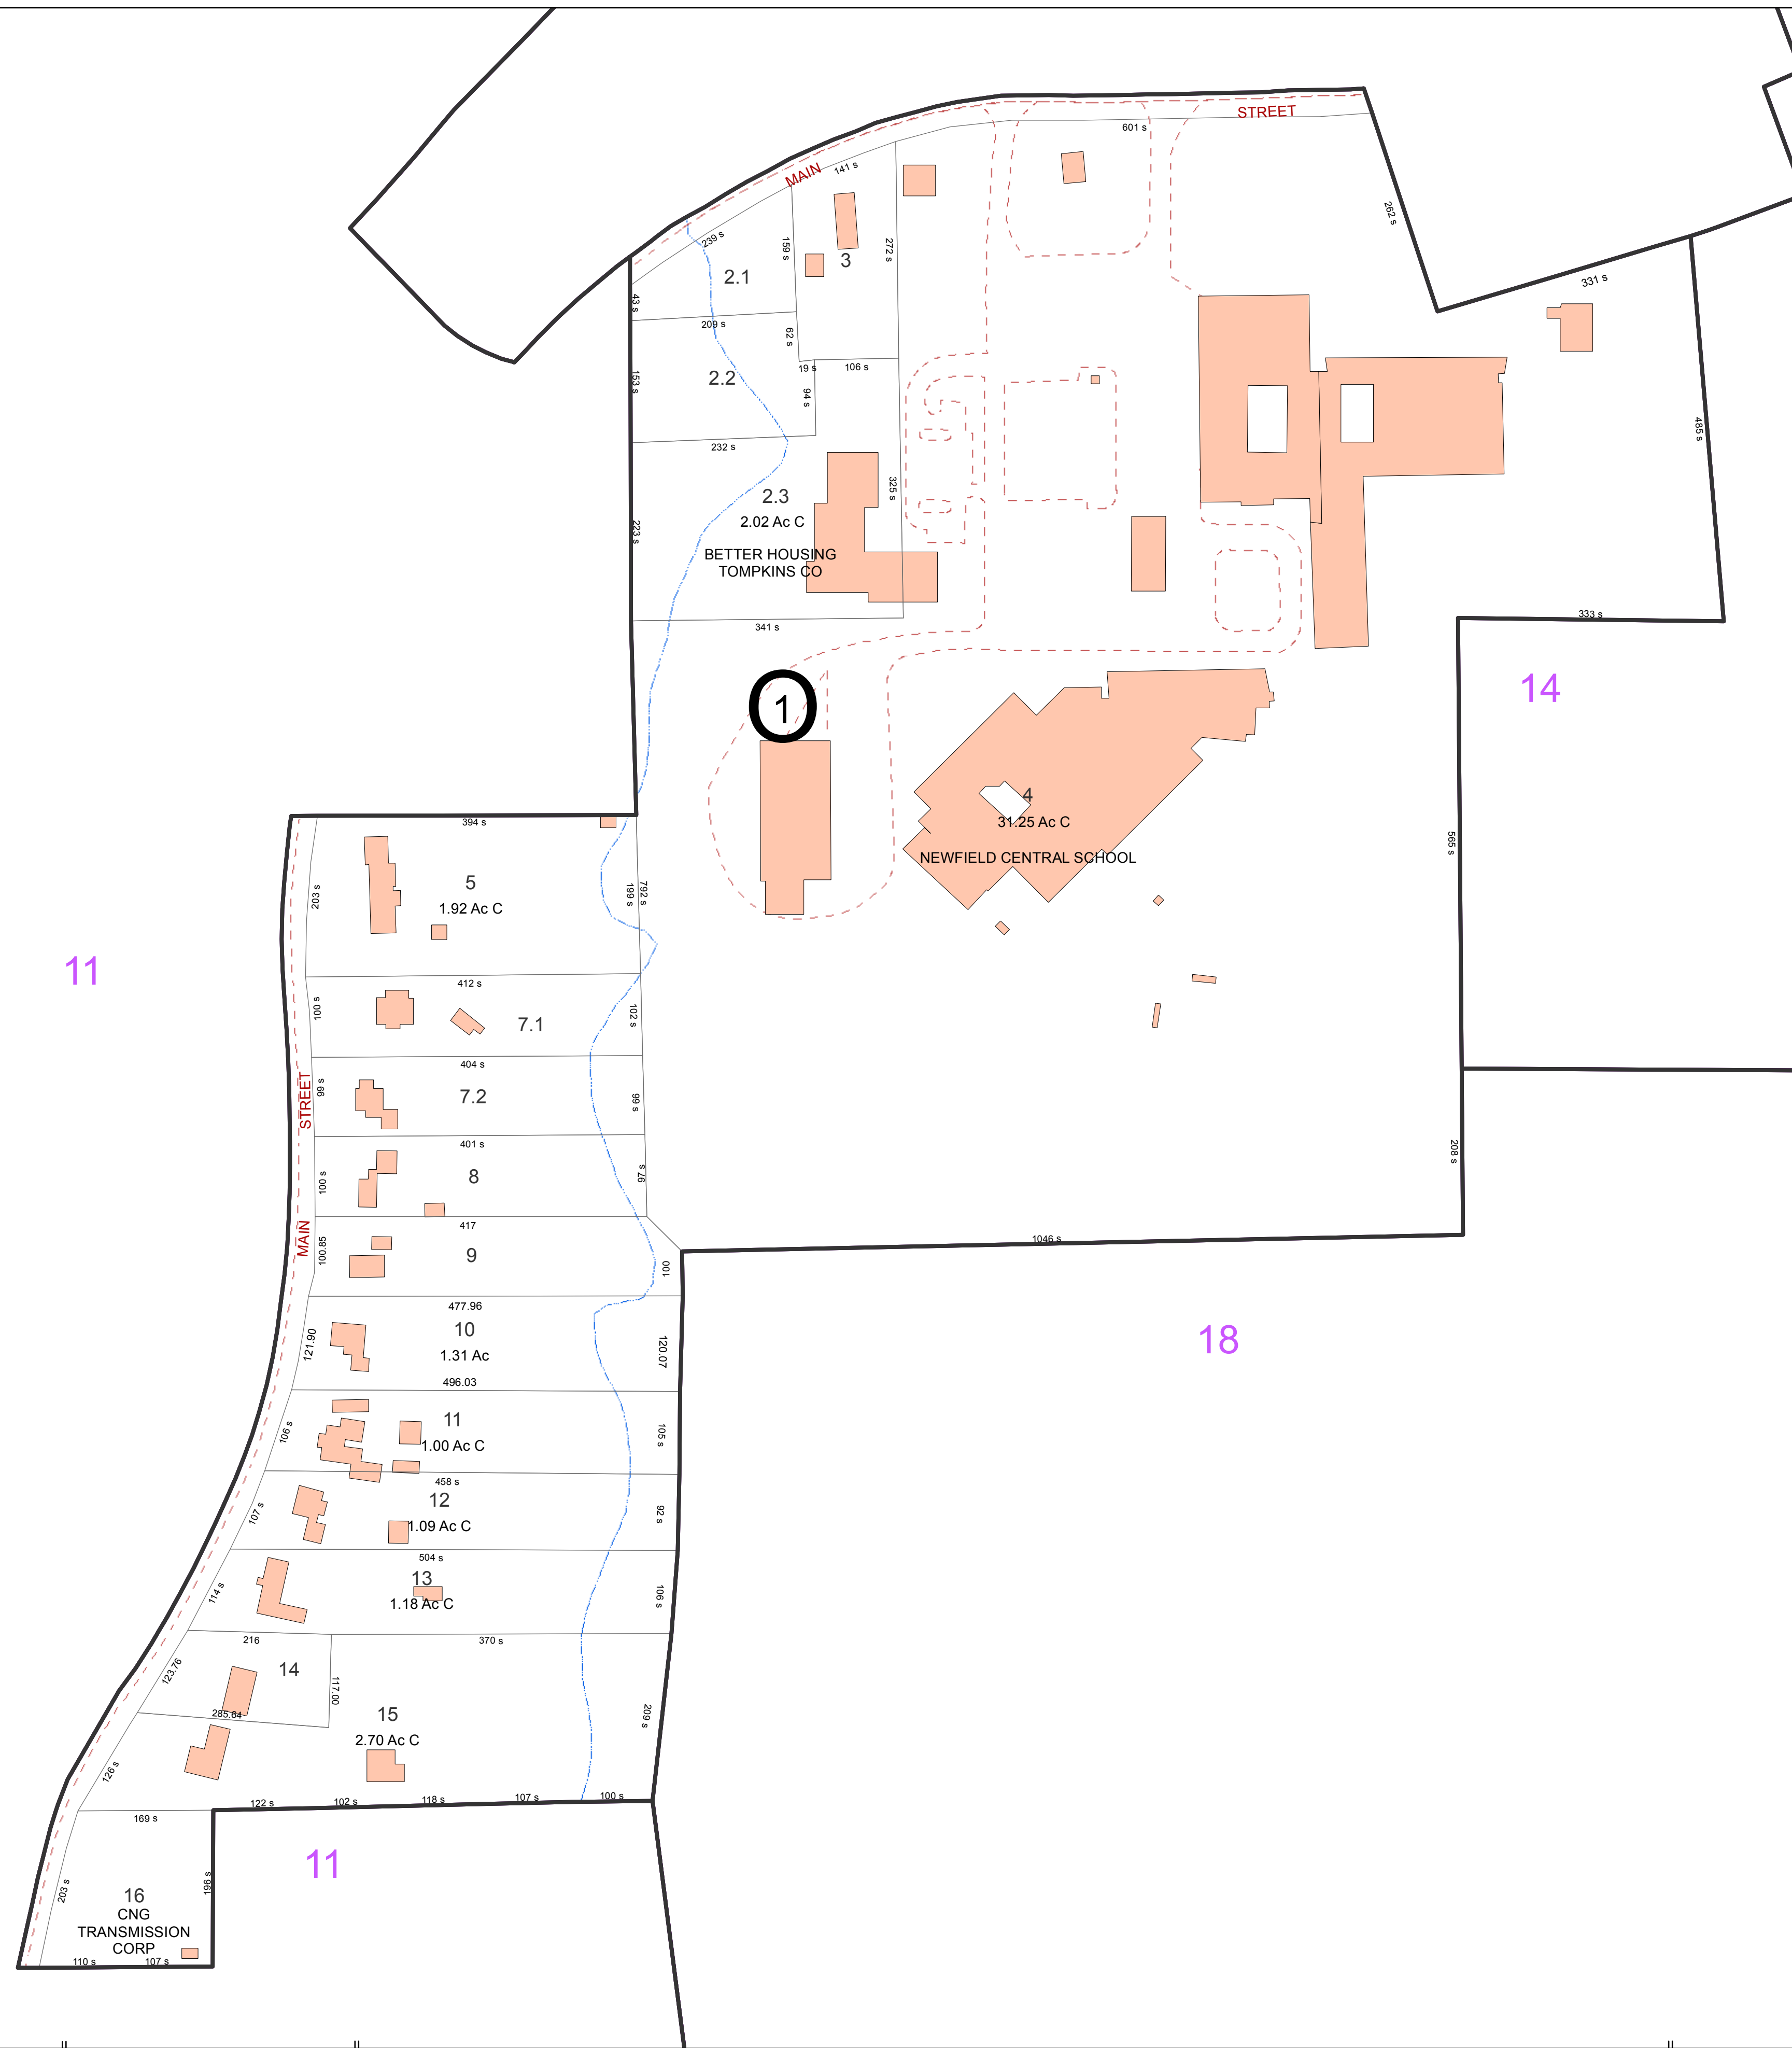 STREET
601 s
MAIN
141 s
262 s
239 s
159 s
272 s
3
2.1
331 s
43 s
209 s
62 s
19 s
106 s
2.2
153 s
94 s
485 s
232 s
2.3
325 s
2.02 Ac C
223 s
BETTER HOUSING
TOMPKINS CO
333 s
341 s
14
1
4
31.25 Ac C
565 s
NEWFIELD CENTRAL SCHOOL
394 s
5
203 s
199 s
792 s
1.92 Ac C
11
412 s
100 s
7.1
102 s
404 s
99 s
7.2
99 s
STREET
401 s
208 s
8
100 s
97 s
417
MAIN
100.85
9
100
1046 s
477.96
10
121.90
1.31 Ac
120.07
18
496.03
11
106 s
1.00 Ac C
105 s
458 s
12
107 s
1.09 Ac C
92 s
504 s
13
114 s
1.18 Ac C
106 s
216
370 s
14
123.76
117.00
285.64
15
209 s
2.70 Ac C
126 s
122 s
102 s
118 s
107 s
100 s
169 s
11
203 s
196 s
16
CNG
TRANSMISSION
CORP
110 s
107 s